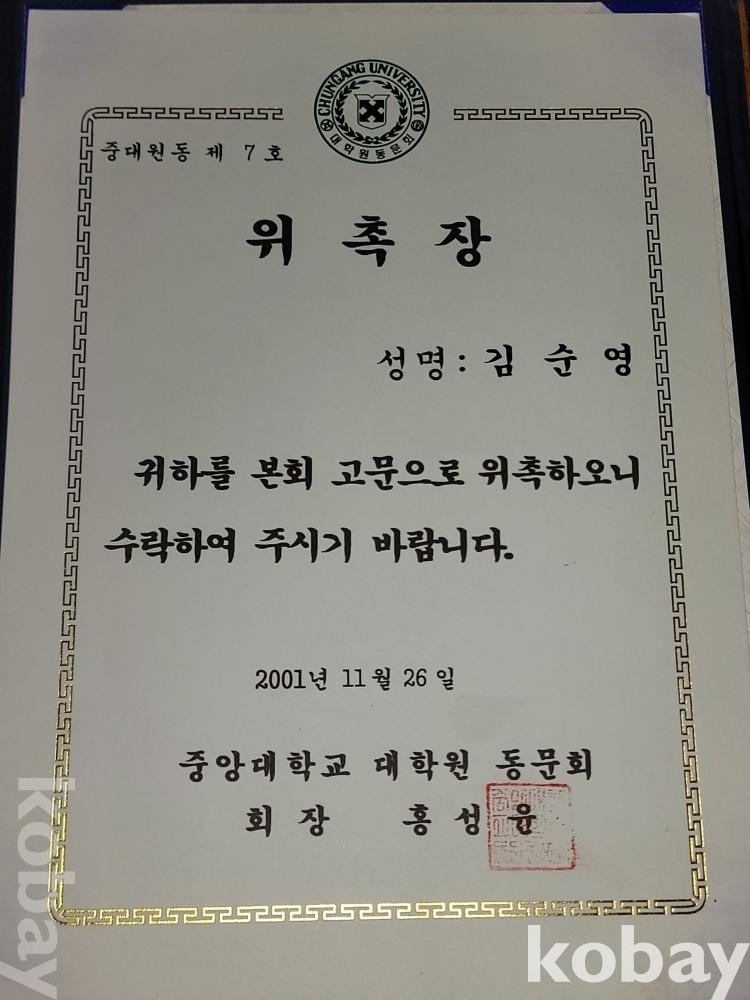 CHUNGANG UNIVERSITY
대학원동문회
중대원동 제 7 호
위 촉 장
성명: 김 순 영
귀하를 본회 고문으로 위촉하오니
수락하여 주시기 바랍니다.
2001년 11월 26일
중앙대학교 대학원 동문회
회 장 홍 성 윤
kobay
kobay